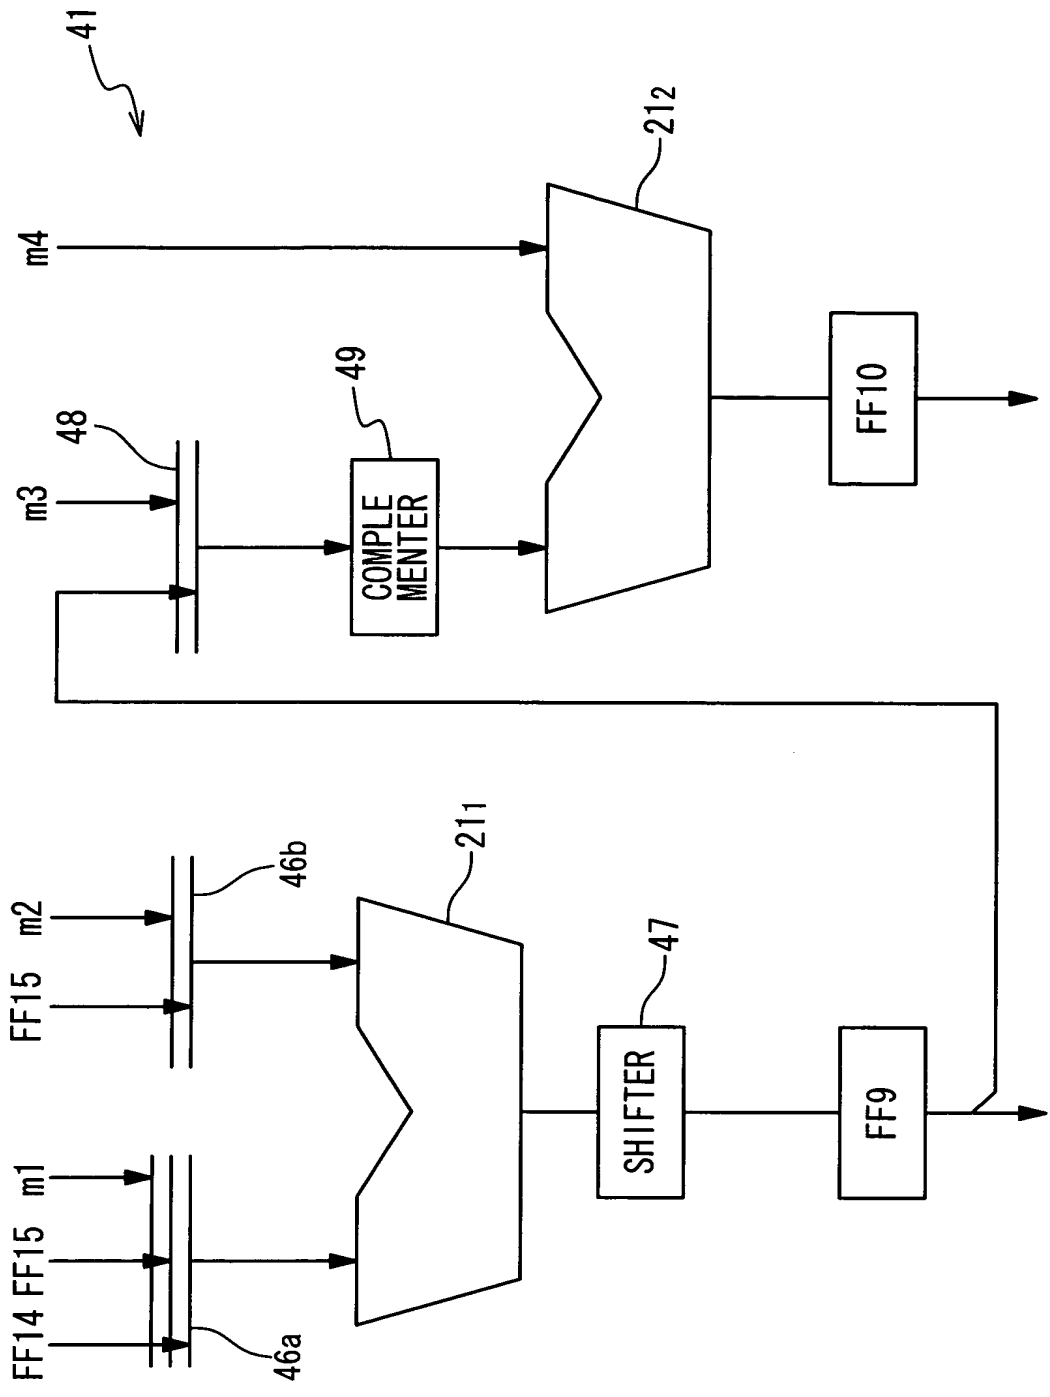 41
FF14
FF15
m1
FF15
m2
m3
m4
46a
46b
48
49
COMPLE
MENTER
211
212
SHIFTER
47
FF9
FF10